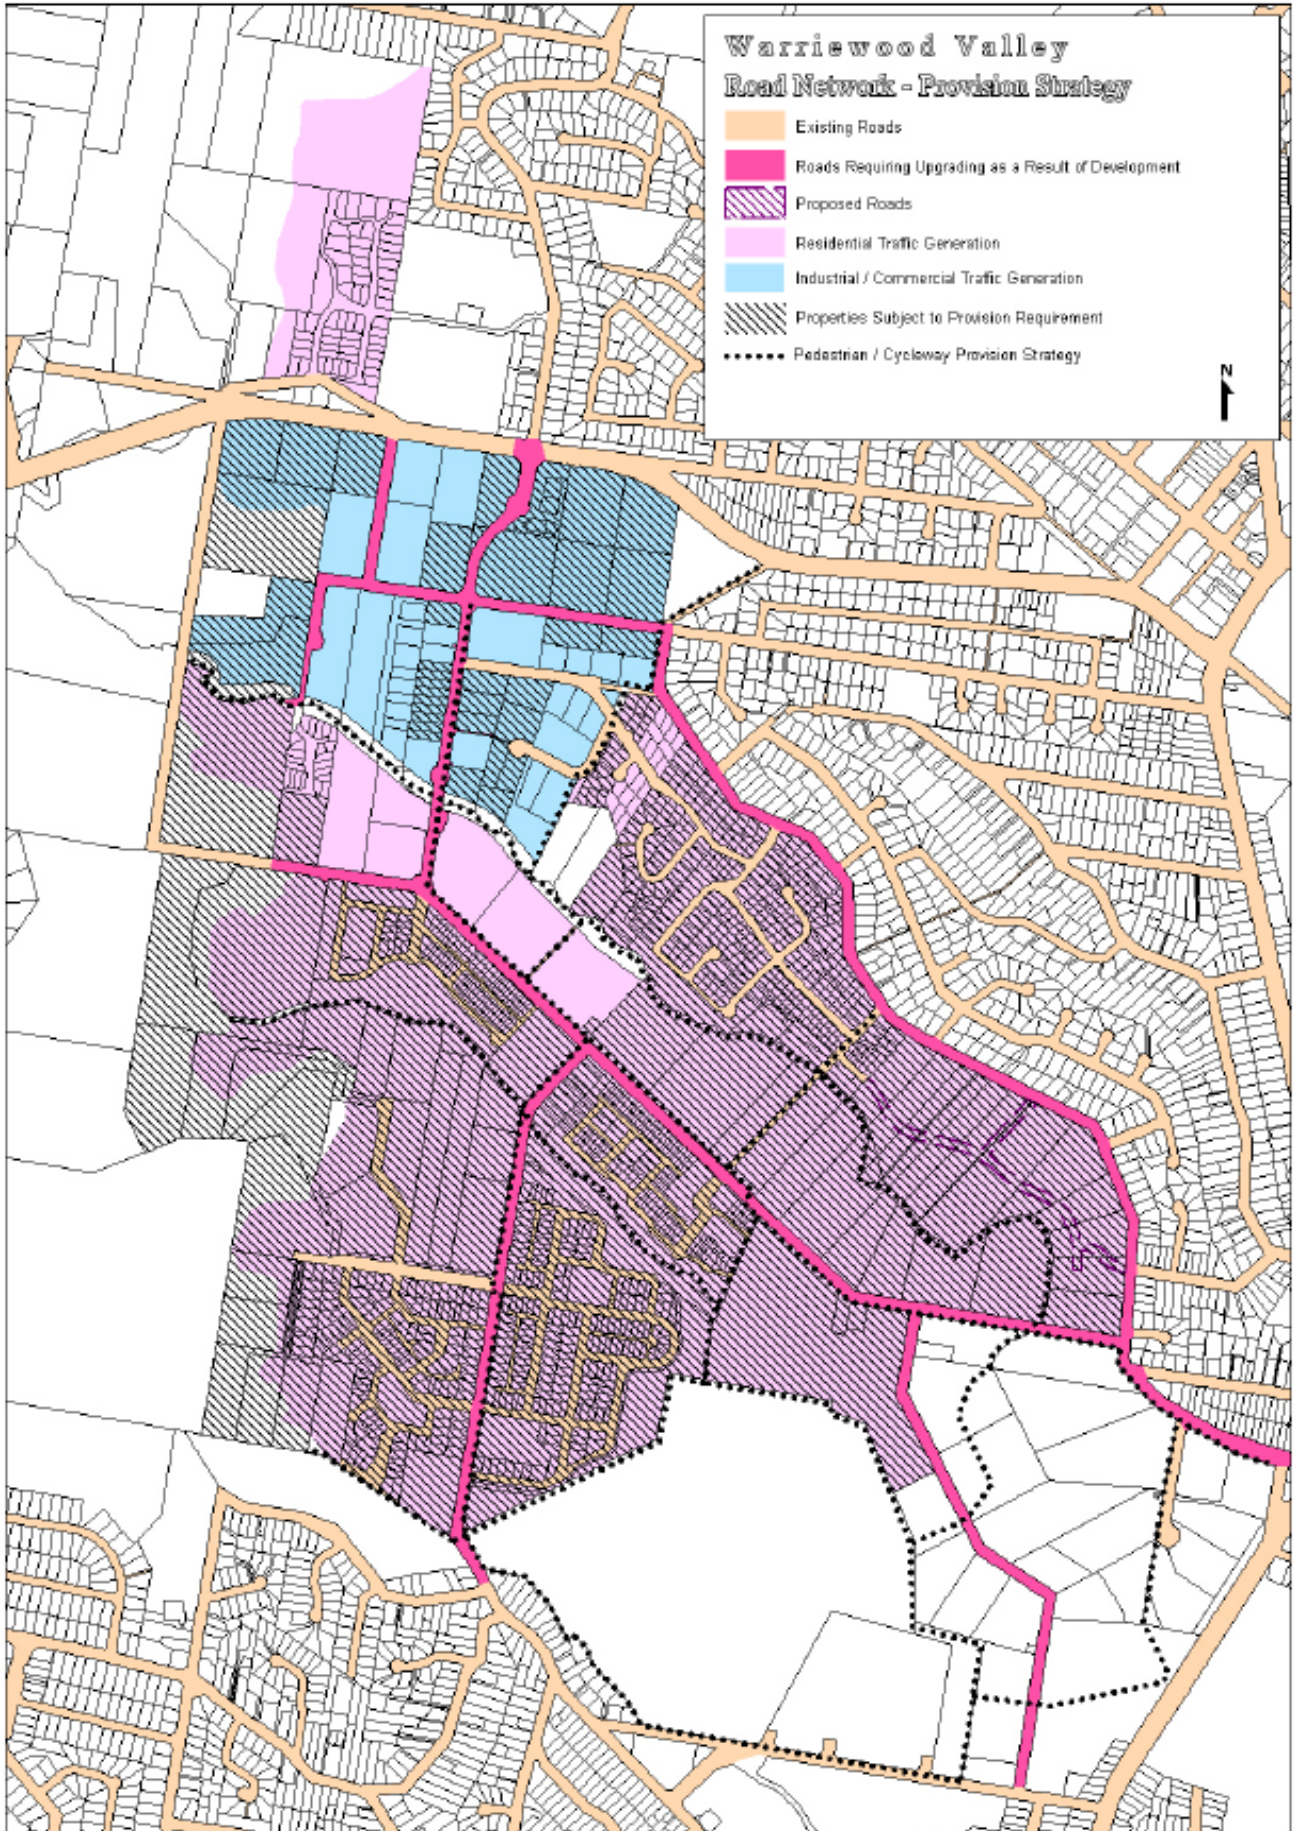 Warriewood Valley
Road Network - Provision Strategy
Existing Roads
Roads Requiring Upgrading as a Result of Development
Proposed Roads
Residential Traffic Generation
Industrial / Commercial Traffic Generation
Properties Subject to Provision Requirement
Pedestrian / Cycleway Provision Strategy
N